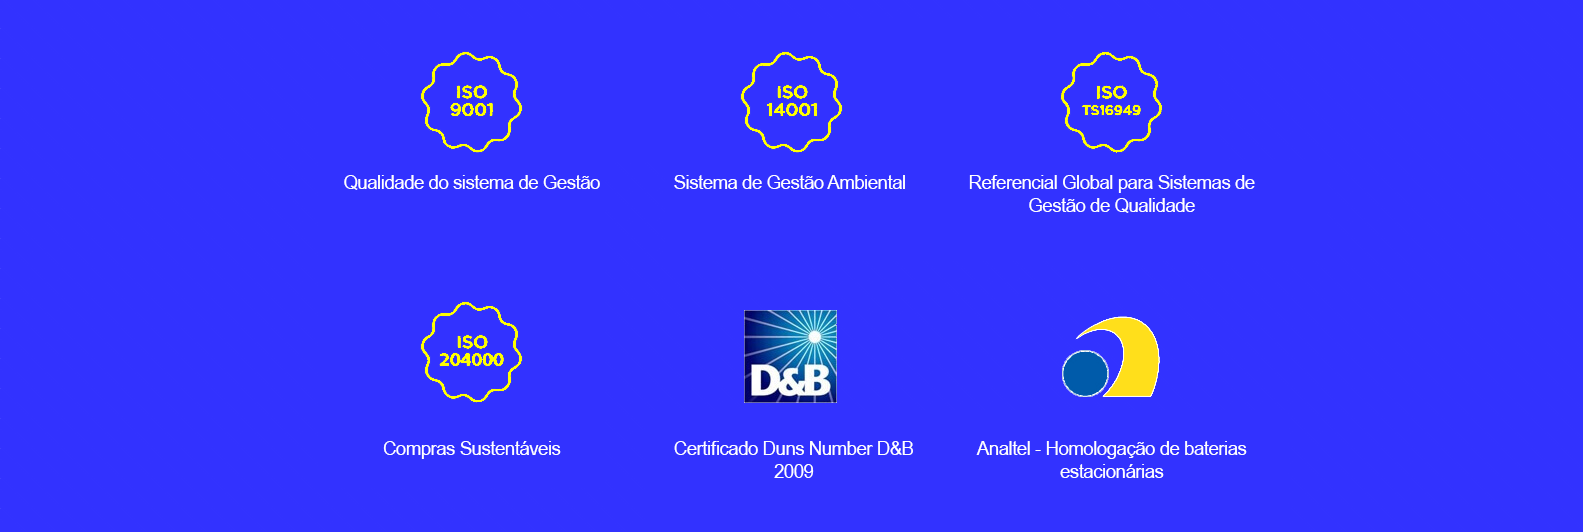 ISO
9001
ISO
14001
ISO
TS16949
Qualidade do sistema de Gestão
Sistema de Gestão Ambiental
Referencial Global para Sistemas de
Gestão de Qualidade
ISO
204000
D&B
Compras Sustentáveis
Certificado Duns Number D&B
2009
Analtel - Homologação de baterias
estacionárias